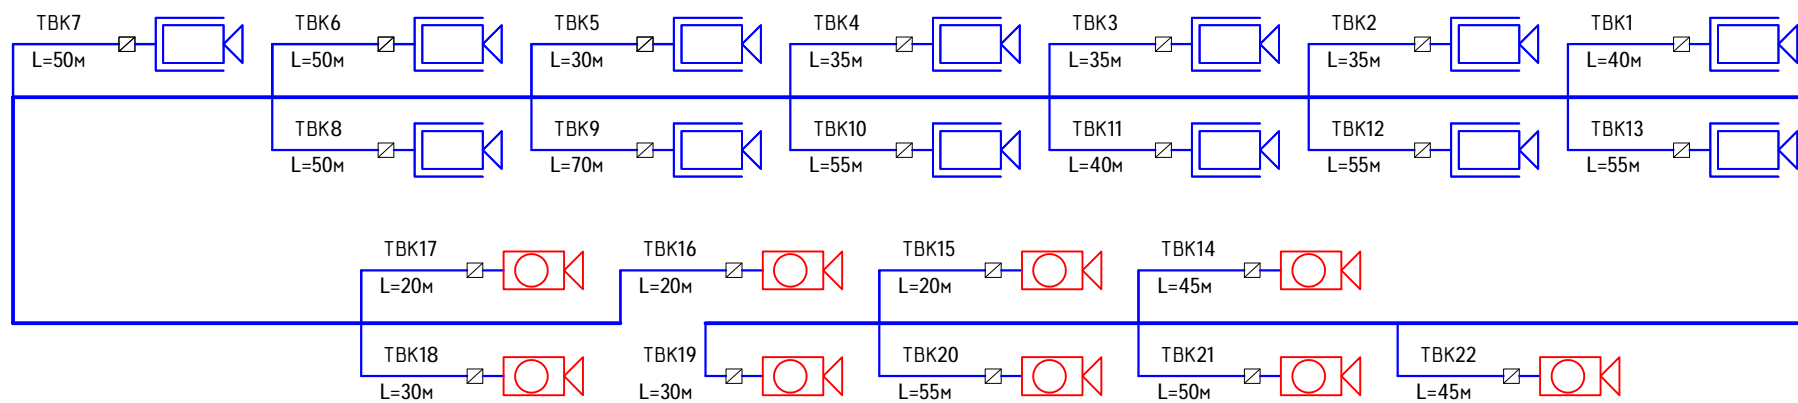 ТВК7 ТВК6 ТВК5 ТВК4 ТВК3 ТВК2 ТВК1
L=50м L=50м L=30м L=35м L=35м L=35м L=40м
ТВК8 ТВК9 ТВК10 ТВК11 ТВК12 ТВК13
L=50м L=70м L=55м L=40м L=55м L=55м
ТВК17 ТВК16 ТВК15 ТВК14
L=20м L=20м L=20м L=45м
ТВК18 ТВК19 ТВК20 ТВК21 ТВК22
L=30м L=30м L=55м L=50м L=45м